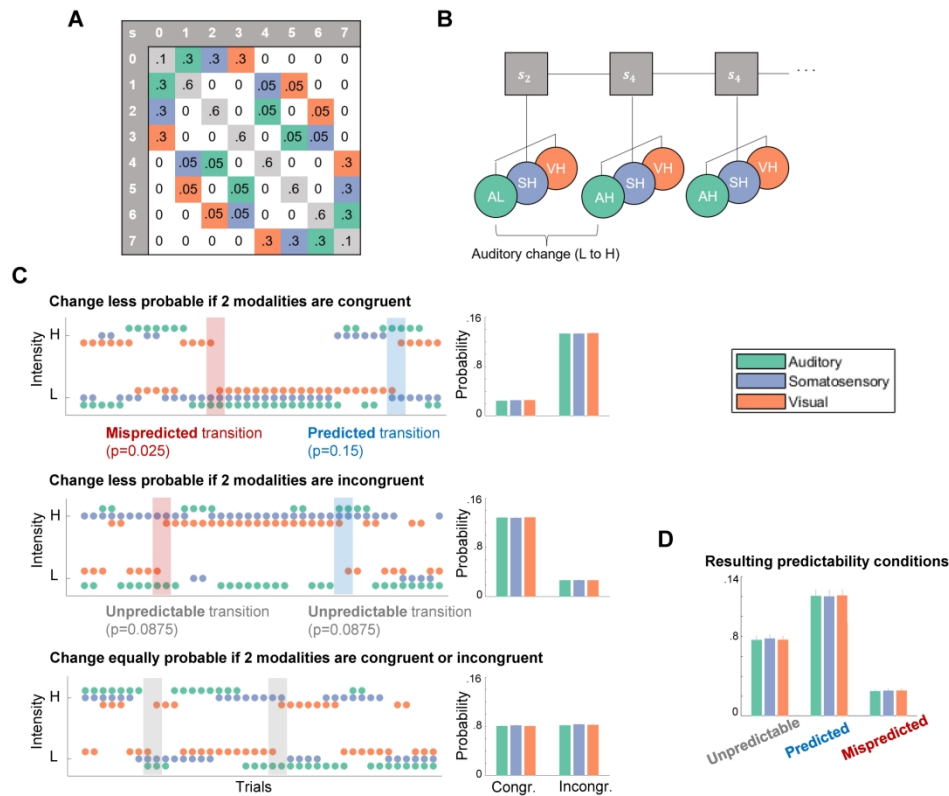 A
s 0 1 2 3 4 5 6 7
0 .1 .3 .3 .3 0 0 0 0
1 .3 .6 0 0 .05 .05 0 0
2 .3 0 .6 0 .05 0 .05 0
3 .3 0 0 .6 0 .05 .05 0
4 0 .05 .05 0 .6 0 0 .3
5 0 .05 0 .05 0 .6 0 .3
6 0 0 .05 .05 0 0 .6 .3
7 0 0 0 0 .3 .3 .3 .1
B
s2 s4 s4 ...
AL SH VH AH SH VH AH SH VH
Auditory change (L to H)
C
Change less probable if 2 modalities are congruent
Intensity
H
L
Mispredicted transition
(p=0.025)
Predicted transition
(p=0.15)
Probability
.16
.8
0
Auditory
Somatosensory
Visual
Change less probable if 2 modalities are incongruent
Intensity
H
L
Unpredictable transition
(p=0.0875)
Unpredictable transition
(p=0.0875)
Probability
.16
.8
0
Change equally probable if 2 modalities are congruent or incongruent
Intensity
H
L
Trials
Probability
.16
.8
0
Congr. Incongr.
D
Resulting predictability conditions
.14
.8
0
Unpredictable
Predicted
Mispredicted